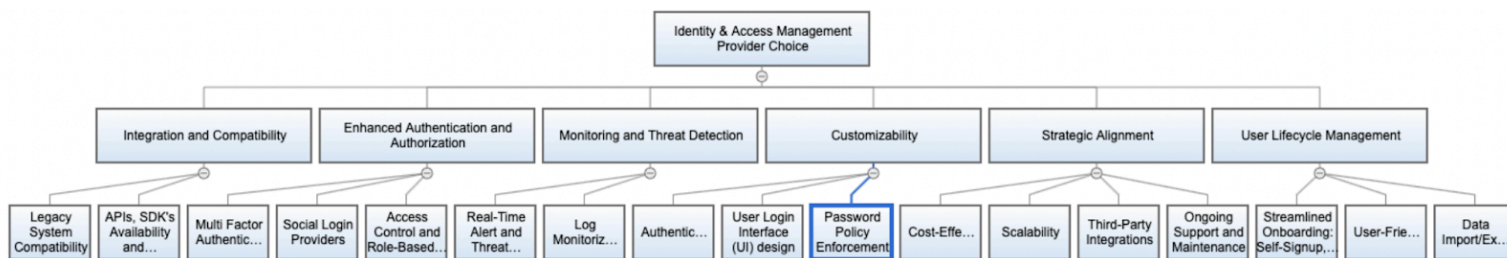 Identity & Access Management
Provider Choice
Integration and Compatibility
Enhanced Authentication and
Authorization
Monitoring and Threat Detection
Customizability
Strategic Alignment
User Lifecycle Management
Legacy
System
Compatibility
APIs, SDK's
Availability
and...
Multi Factor
Authentic...
Social Login
Providers
Access
Control and
Role-Based...
Real-Time
Alert and
Threat...
Log
Monitoriz...
Authentic...
User Login
Interface
(UI) design
Password
Policy
Enforcement
Cost-Effe...
Scalability
Third-Party
Integrations
Ongoing
Support and
Maintenance
Streamlined
Onboarding:
Self-Signup,...
User-Frie...
Data
Import/Ex...